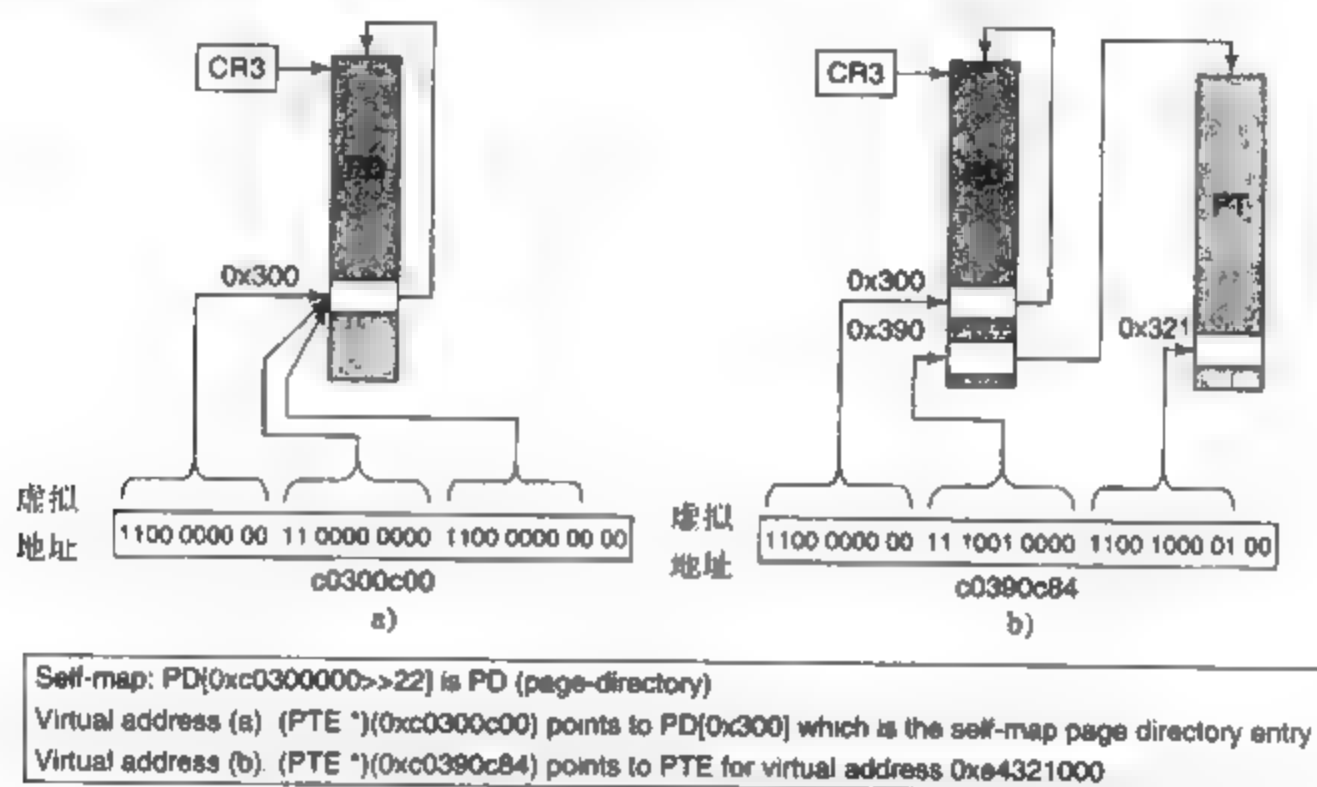 CR3
0x300
虚拟
地址
1100 0000 00 11 0000 0000 1100 0000 00 00
c0300c00
a)
CR3
PT
0x300
0x390
0x321
虚拟
地址
1100 0000 00 11 1001 0000 1100 1000 01 00
c0390c84
b)
Self-map: PD[0xc0300000>>22] is PD (page-directory)
Virtual address (a) (PTE *)(0xc0300c00) points to PD[0x300] which is the self-map page directory entry
Virtual address (b). (PTE *)(0xc0390c84) points to PTE for virtual address 0xe4321000